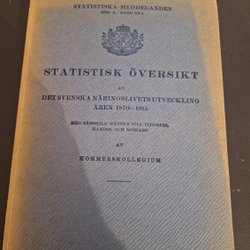 STATISTISKA MEDDELANDEN
SER. A. BAND III:1
STATISTISK ÖVERSIKT
AV
DET SVENSKA NÄRINGSLIVETS UTVECKLING
ÅREN 1870—1915
MED SÄRSKILD HÄNSYN TILL INDUSTRI,
HANDEL OCH SJÖFART
AV
KOMMERSKOLLEGIUM